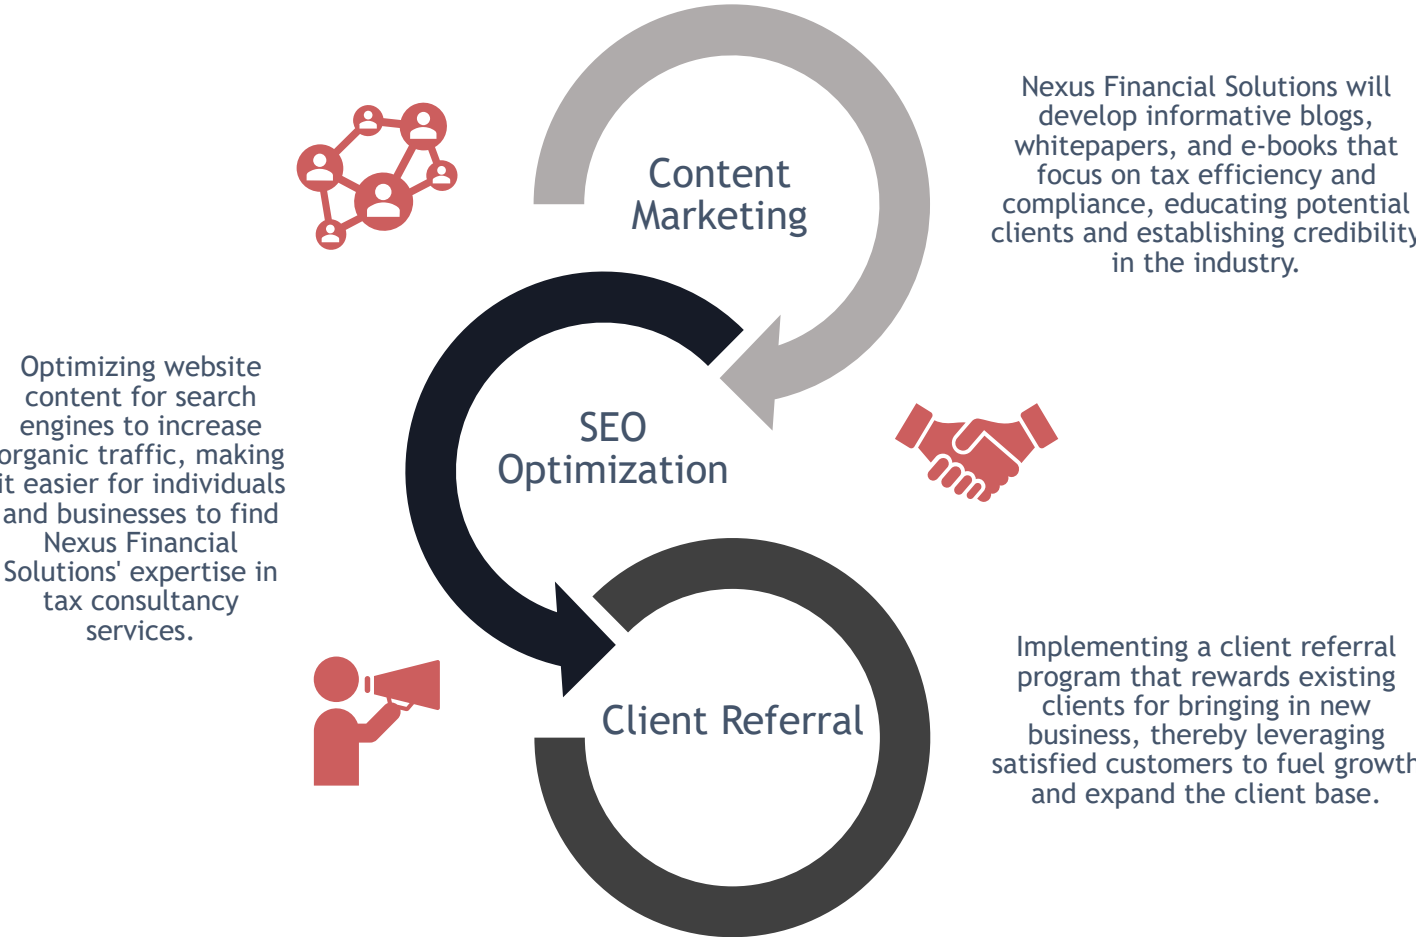 Content
Marketing
Nexus Financial Solutions will
develop informative blogs,
whitepapers, and e-books that
focus on tax efficiency and
compliance, educating potential
clients and establishing credibility
in the industry.
SEO
Optimization
Optimizing website
content for search
engines to increase
organic traffic, making
it easier for individuals
and businesses to find
Nexus Financial
Solutions' expertise in
tax consultancy
services.
Client Referral
Implementing a client referral
program that rewards existing
clients for bringing in new
business, thereby leveraging
satisfied customers to fuel growth
and expand the client base.